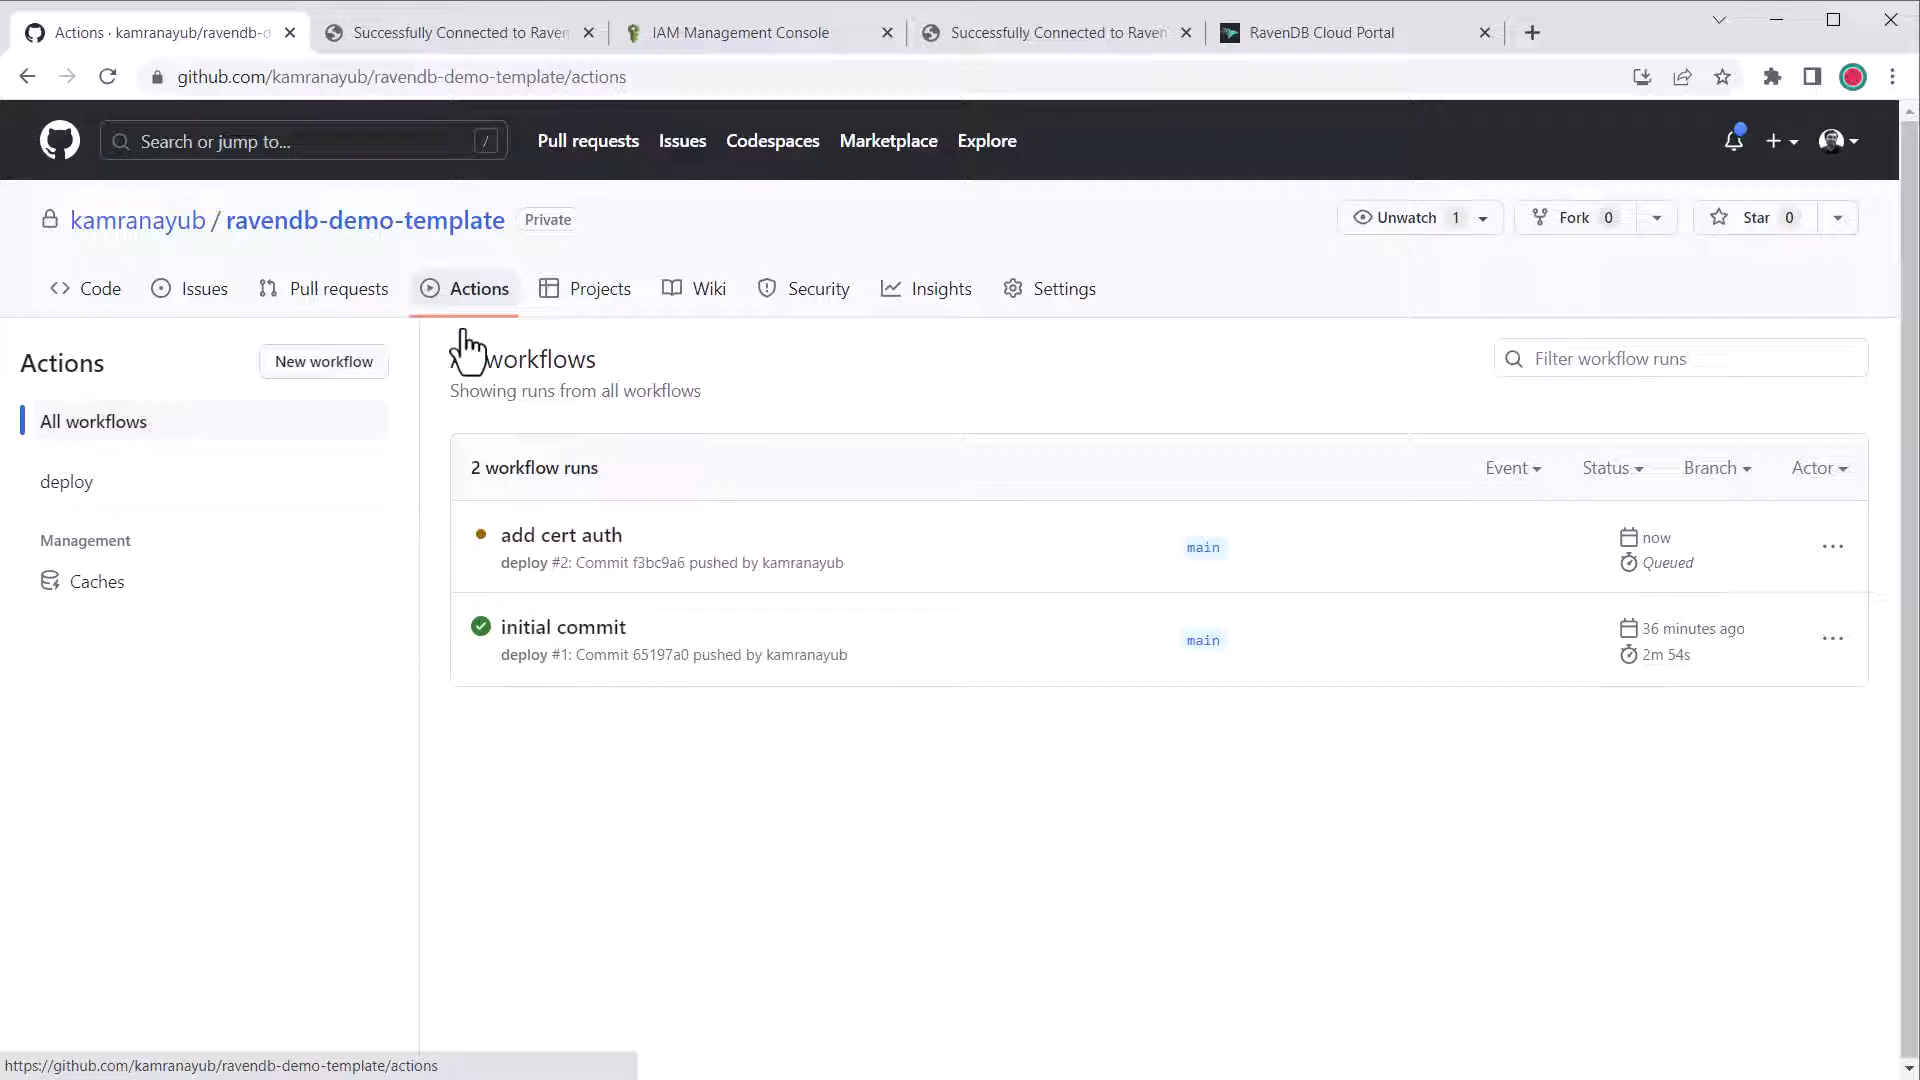 Actions · kamranayub/ravendb-d
Successfully Connected to Raven
IAM Management Console
Successfully Connected to Raven
RavenDB Cloud Portal
github.com/kamranayub/ravendb-demo-template/actions
Search or jump to...
/
Pull requests
Issues
Codespaces
Marketplace
Explore
kamranayub / ravendb-demo-template
Private
Unwatch 1
Fork 0
Star 0
Code
Issues
Pull requests
Actions
Projects
Wiki
Security
Insights
Settings
Actions
New workflow
workflows
Filter workflow runs
Showing runs from all workflows
All workflows
deploy
Management
Caches
2 workflow runs
Event
Status
Branch
Actor
add cert auth
deploy #2: Commit f3bc9a6 pushed by kamranayub
main
now
Queued
initial commit
deploy #1: Commit 65197a0 pushed by kamranayub
main
36 minutes ago
2m 54s
https://github.com/kamranayub/ravendb-demo-template/actions